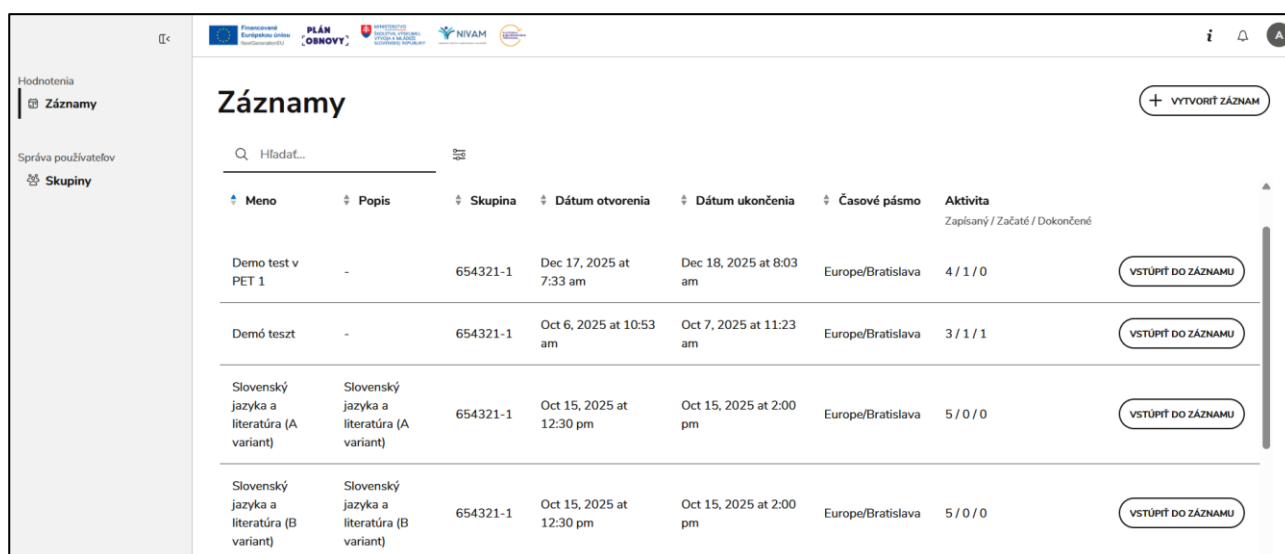 Financované
Európskou úniou
NextGenerationEU
PLÁN
[OBNOVY]
MINISTERSTVO
ŠKOLSTVA, VÝSKUMU,
VÝVOJA A MLÁDEŽE
SLOVENSKEJ REPUBLIKY
NIVAM
i
A
Hodnotenia
Záznamy
Správa používateľov
Skupiny
Záznamy
+ VYTVORIŤ ZÁZNAM
Hľadať...
Meno Popis Skupina Dátum otvorenia Dátum ukončenia Časové pásmo Aktivita
Zapísaný / Začaté / Dokončené
Demo test v
PET 1
-
654321-1
Dec 17, 2025 at
7:33 am
Dec 18, 2025 at 8:03
am
Europe/Bratislava
4 / 1 / 0
VSTÚPIŤ DO ZÁZNAMU
Demó teszt
-
654321-1
Oct 6, 2025 at 10:53
am
Oct 7, 2025 at 11:23
am
Europe/Bratislava
3 / 1 / 1
VSTÚPIŤ DO ZÁZNAMU
Slovenský
jazyka a
literatúra (A
variant)
Slovenský
jazyka a
literatúra (A
variant)
654321-1
Oct 15, 2025 at
12:30 pm
Oct 15, 2025 at 2:00
pm
Europe/Bratislava
5 / 0 / 0
VSTÚPIŤ DO ZÁZNAMU
Slovenský
jazyka a
literatúra (B
variant)
Slovenský
jazyka a
literatúra (B
variant)
654321-1
Oct 15, 2025 at
12:30 pm
Oct 15, 2025 at 2:00
pm
Europe/Bratislava
5 / 0 / 0
VSTÚPIŤ DO ZÁZNAMU